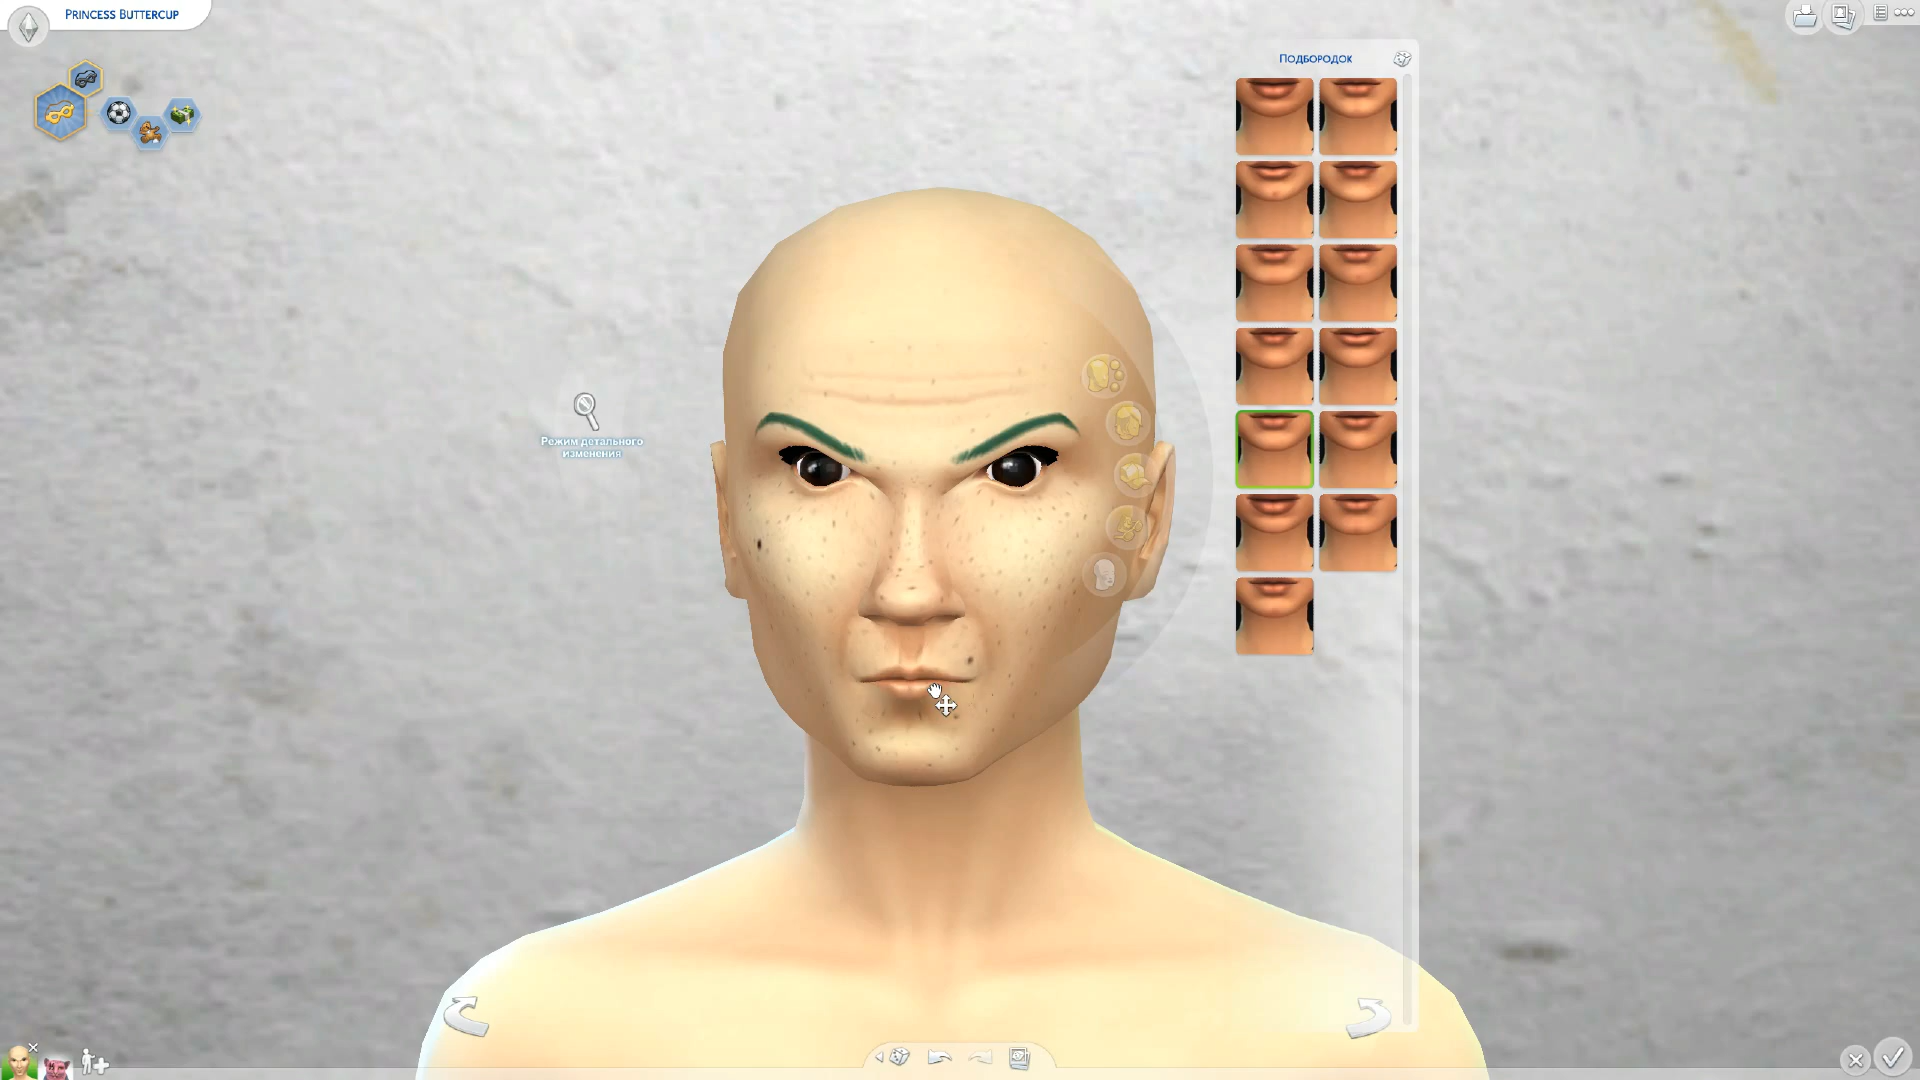 Princess Buttercup
Подбородок
Режим детального
изменения